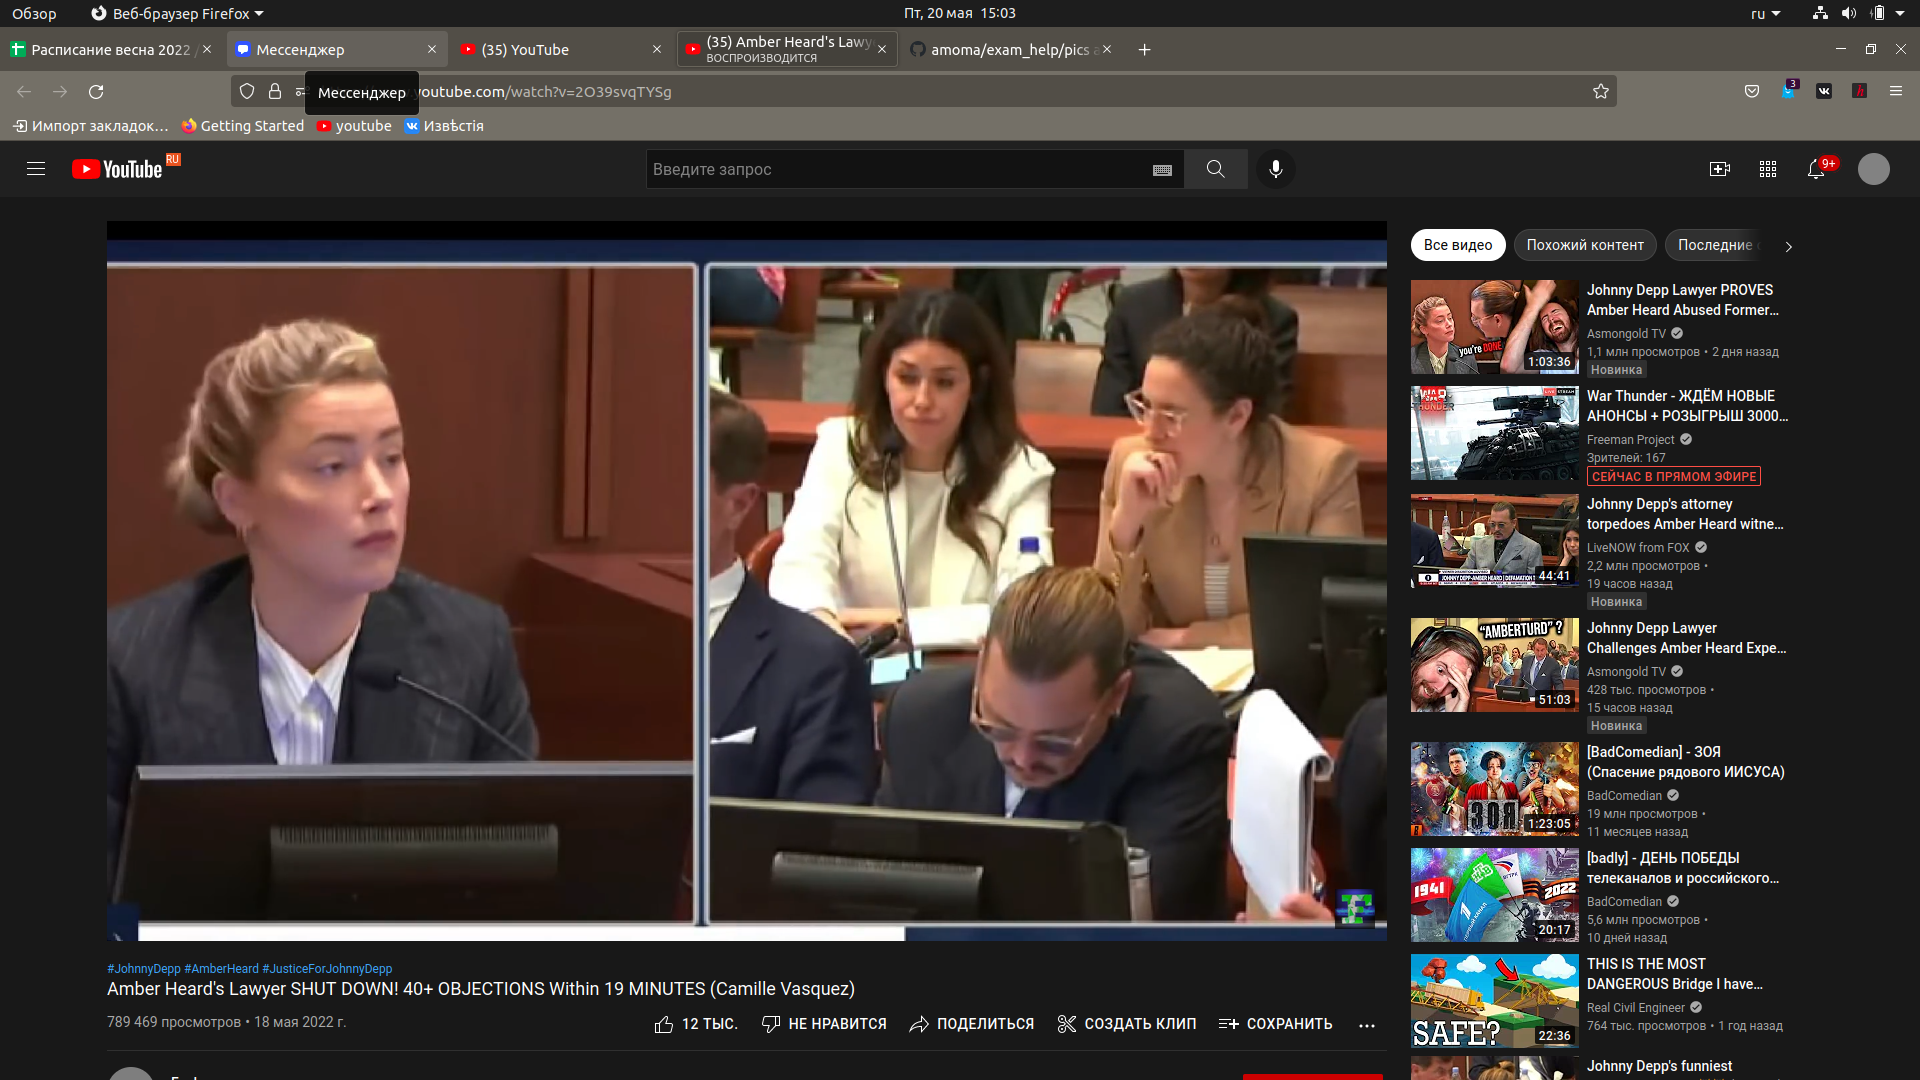 Обзор
Веб-браузер Firefox
Пт, 20 мая 15:03
ru
Расписание весна 2022
Мессенджер
(35) YouTube
(35) Amber Heard's Lawy
ВОСПРОИЗВОДИТСЯ
amoma/exam_help/pics a
Мессенджер
youtube.com/watch?v=2O39svqTYSg
3
Импорт закладок…
Getting Started
youtube
Извѣстія
YouTube
RU
Введите запрос
9+
Все видео
Похожий контент
Последние
Johnny Depp Lawyer PROVES
Amber Heard Abused Former…
Asmongold TV
1,1 млн просмотров • 2 дня назад
Новинка
you're DONE
1:03:36
War Thunder - ЖДЁМ НОВЫЕ
АНОНСЫ + РОЗЫГРЫШ 3000…
Freeman Project
Зрителей: 167
СЕЙЧАС В ПРЯМОМ ЭФИРЕ
Johnny Depp's attorney
torpedoes Amber Heard witne…
LiveNOW from FOX
2,2 млн просмотров •
19 часов назад
Новинка
44:41
Johnny Depp Lawyer
Challenges Amber Heard Expe…
Asmongold TV
428 тыс. просмотров •
15 часов назад
Новинка
"AMBERTURD"?
51:03
[BadComedian] - ЗОЯ
(Спасение рядового ИИСУСА)
BadComedian
19 млн просмотров •
11 месяцев назад
ЗОЯ
1:23:05
[badly] - ДЕНЬ ПОБЕДЫ
телеканалов и российского…
BadComedian
5,6 млн просмотров •
10 дней назад
1941
2022
20:17
THIS IS THE MOST
DANGEROUS Bridge I have…
Real Civil Engineer
764 тыс. просмотров • 1 год назад
SAFE?
22:36
Johnny Depp's funniest
#JohnnyDepp #AmberHeard #JusticeForJohnnyDepp
Amber Heard's Lawyer SHUT DOWN! 40+ OBJECTIONS Within 19 MINUTES (Camille Vasquez)
789 469 просмотров • 18 мая 2022 г.
12 ТЫС.
НЕ НРАВИТСЯ
ПОДЕЛИТЬСЯ
СОЗДАТЬ КЛИП
СОХРАНИТЬ